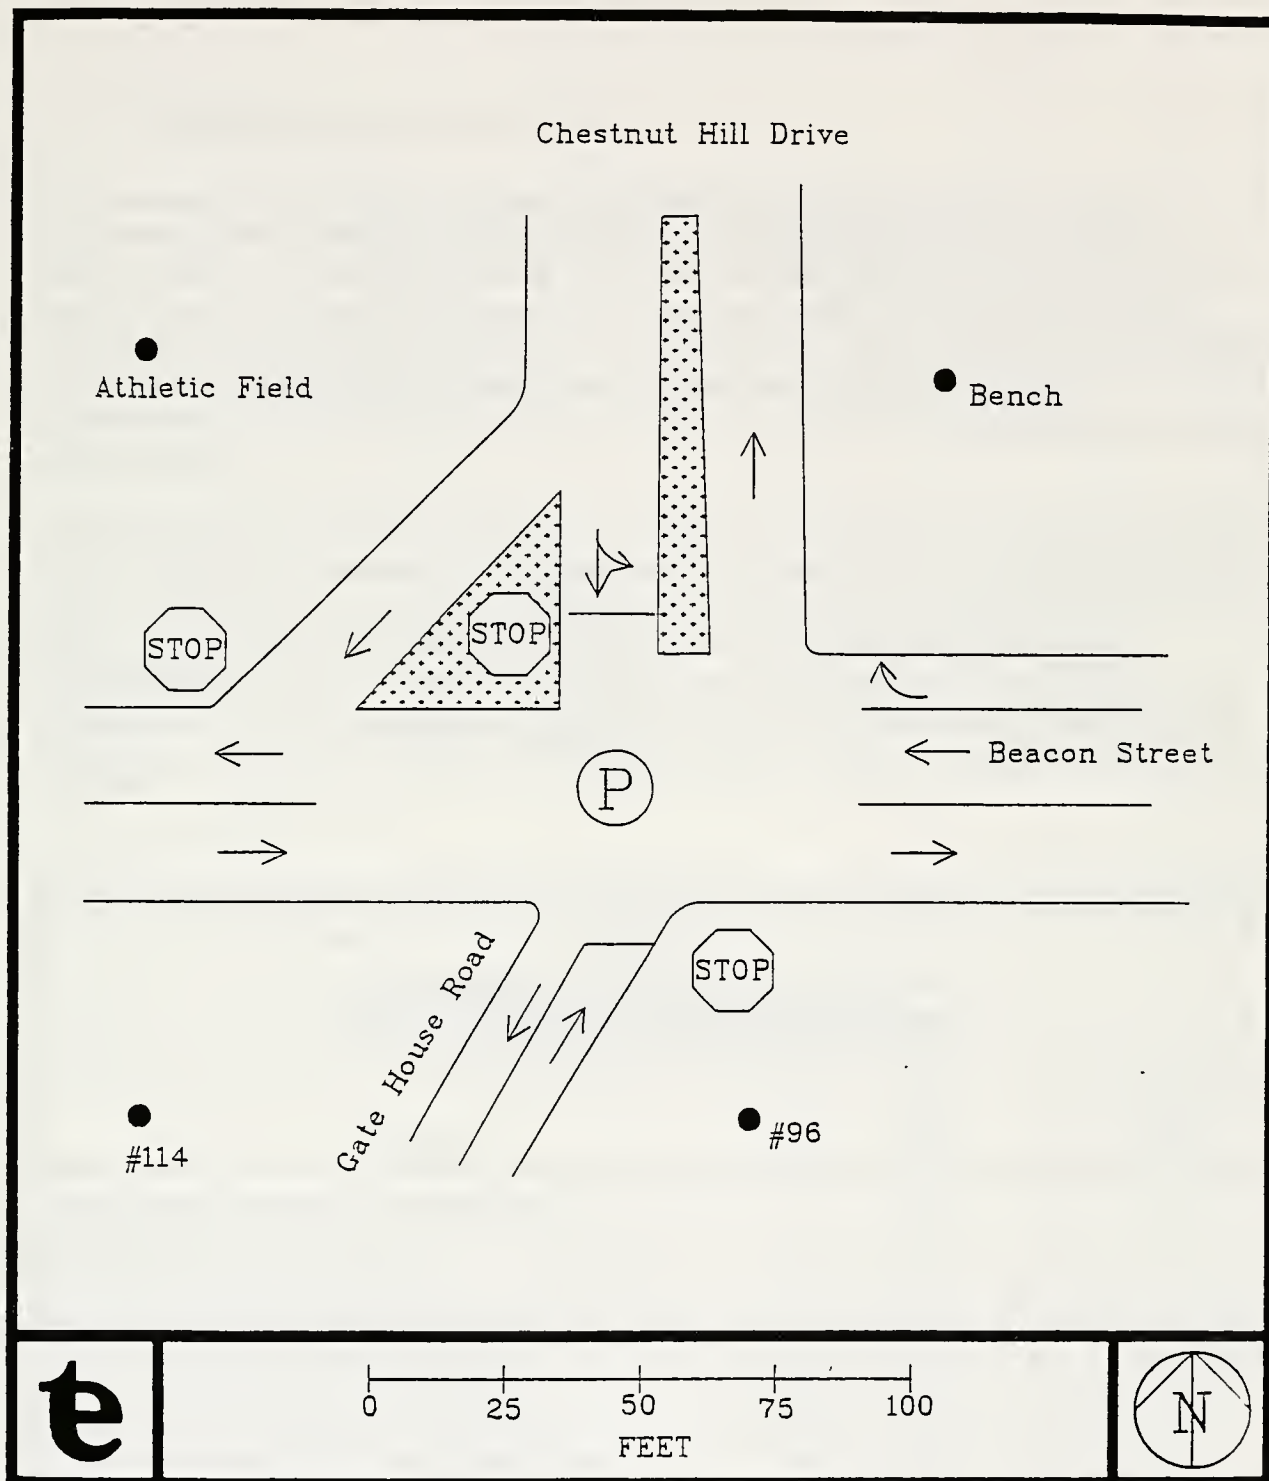 Chestnut Hill Drive
Athletic Field
Bench
STOP
STOP
Beacon Street
P
STOP
Gate House Road
#114
#96
te
0 25 50 75 100
FEET
N